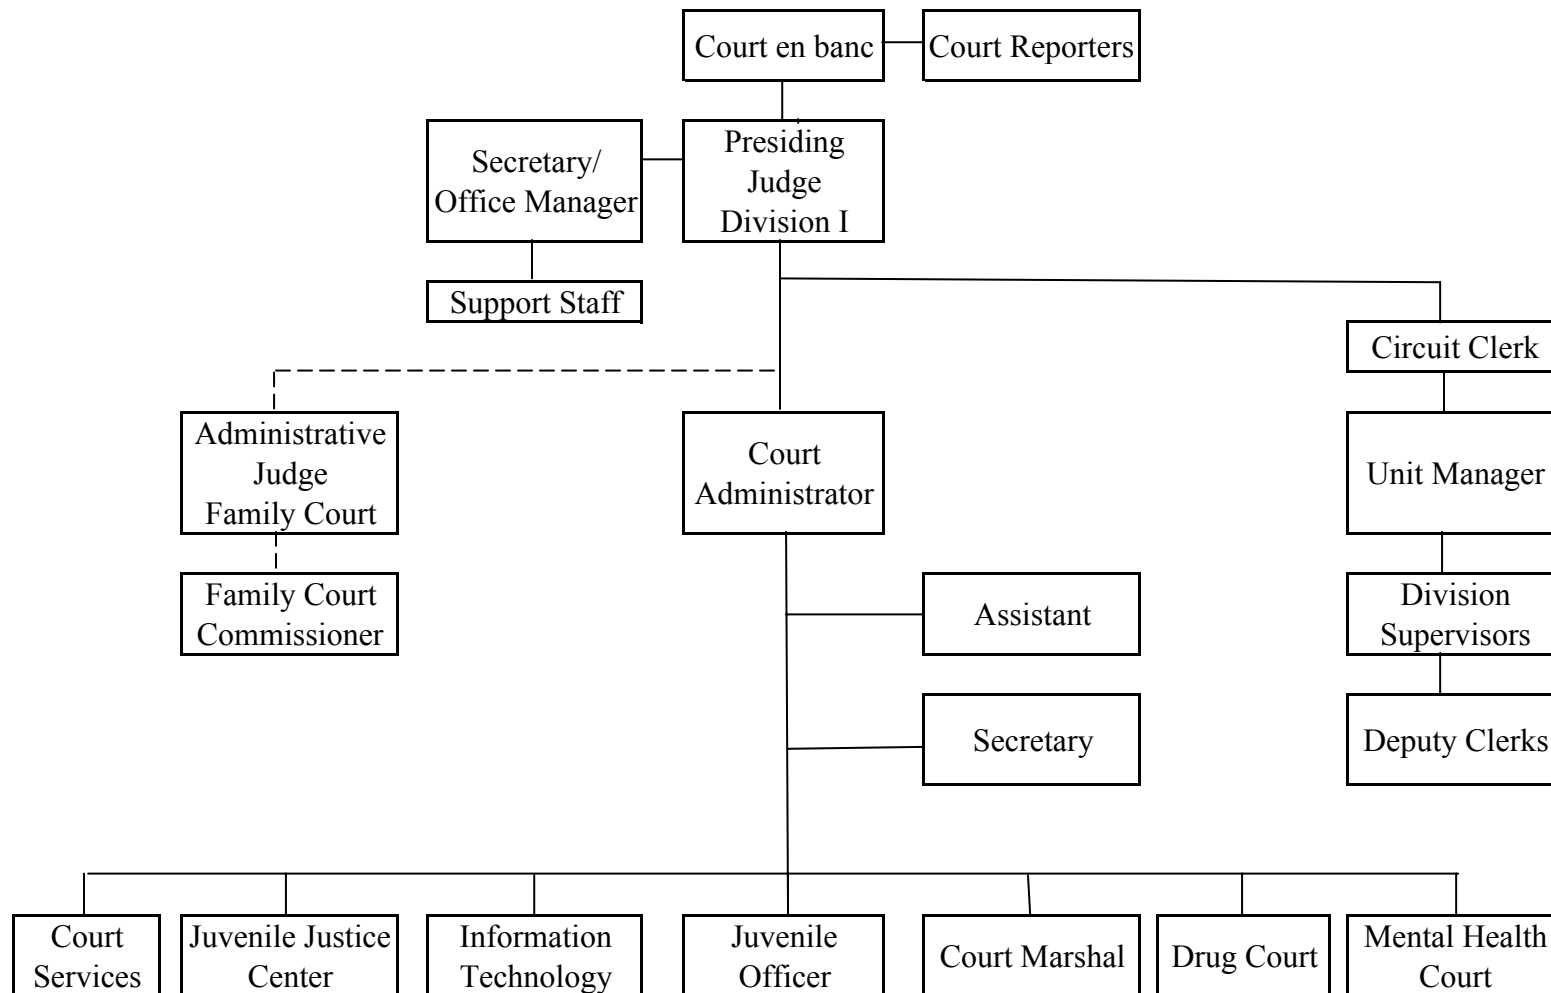 Court en banc
Court Reporters
Secretary/
Office Manager
Presiding
Judge
Division I
Support Staff
Circuit Clerk
Administrative
Judge
Family Court
Court
Administrator
Unit Manager
Family Court
Commissioner
Assistant
Division
Supervisors
Secretary
Deputy Clerks
Court
Services
Juvenile Justice
Center
Information
Technology
Juvenile
Officer
Court Marshal
Drug Court
Mental Health
Court